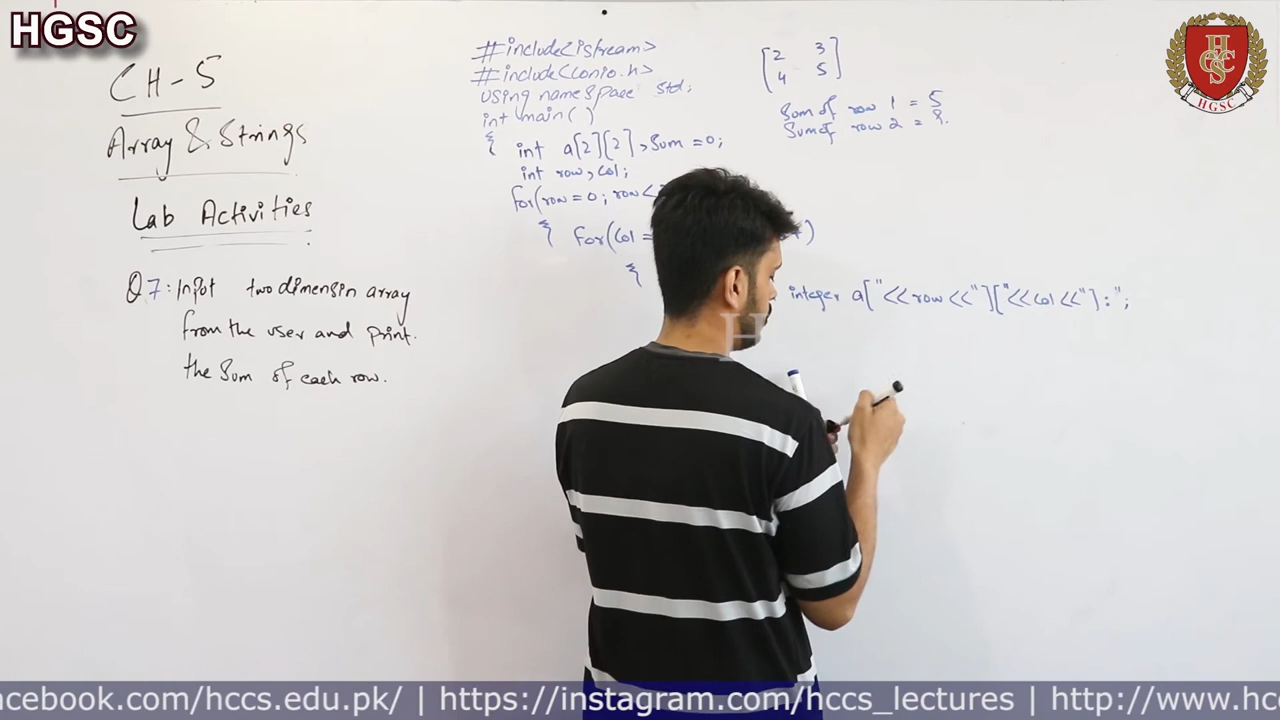 HGSC
CH-5
Array & Strings
Lab Activities
Q7: Input two dimensin array
from the user and print.
the Sum of each row.
#include<istream>
#include<conio.h>
using namespace std;
int main()
{ int a[2][2], Sum = 0;
int row, col;
for(row = 0; row <
{ for(col = )
{
integer a["<<row<<"]["<<col<<"]:";
2 3
4 5
Sum of row 1 = 5
Sum of row 2 = 9.
HGSC
acebook.com/hccs.edu.pk/ | https://instagram.com/hccs_lectures | http://www.hc